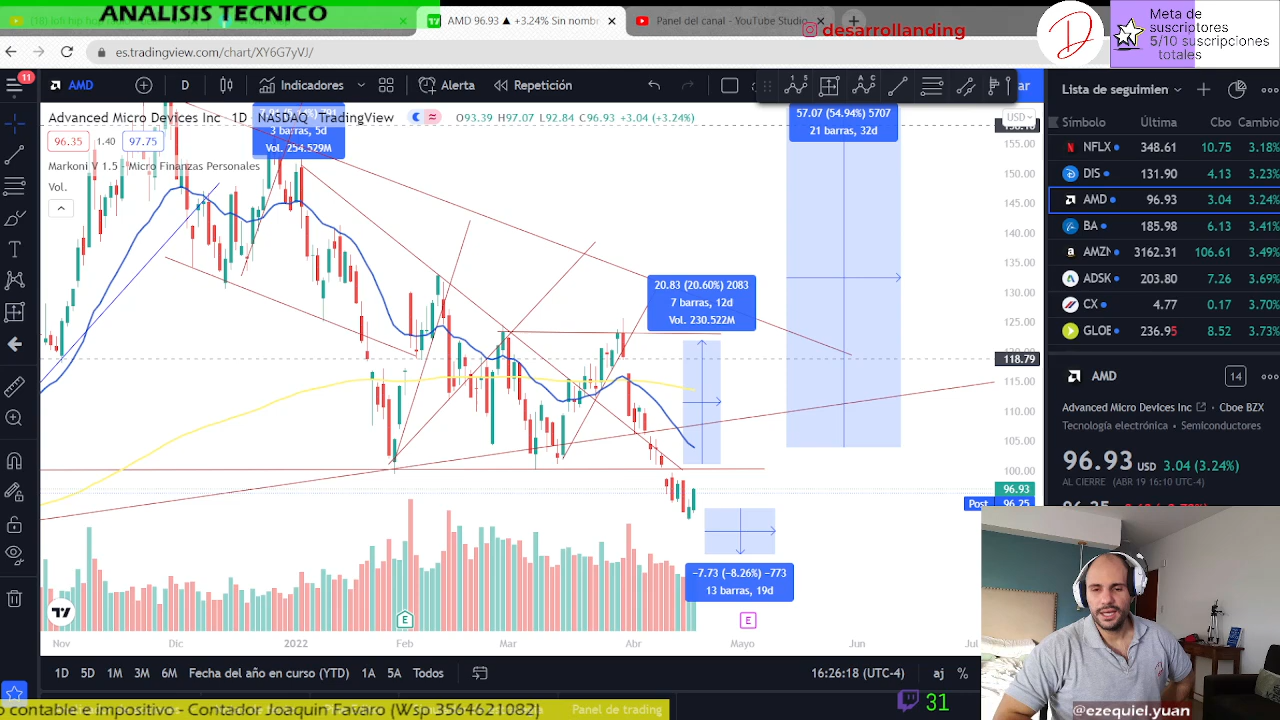 ANALISIS TECNICO
AMD 96.93 ▲ +3.24% Sin nombr
Panel del canal - YouTube Studio
desarrollanding
Meta de
suscriptores
5/10 suscripciones
totales
es.tradingview.com/chart/XY6G7yVJ/
11
AMD
D
Indicadores
Alerta
Repetición
ar
Lista de seguimien
Advanced Micro Devices Inc · 1D · NASDAQ · TradingView
O93.39 H97.07 L92.84 C96.93 +3.04 (+3.24%)
96.35 1.40 97.75
3 barras, 5d
Vol. 254.529M
Markoni V 1.5 - Micro Finanzas Personales
Vol.
57.07 (54.94%) 5707
21 barras, 32d
20.83 (20.60%) 2083
7 barras, 12d
Vol. 230.522M
−7.73 (−8.26%) −773
13 barras, 19d
USD
155.00
150.00
145.00
140.00
135.00
130.00
125.00
118.79
115.00
110.00
105.00
100.00
96.93
Post 96.25
Símbolo Última Cbo Cambio
NFLX 348.61 10.75 3.18%
DIS 131.90 4.13 3.23%
AMD 96.93 3.04 3.24%
BA 185.98 6.13 3.41%
AMZN 3162.31 106.61 3.49%
ADSK 203.80 7.26 3.69%
CX 4.77 0.17 3.70%
GLOE 236.95 8.52 3.73%
AMD
14
Advanced Micro Devices Inc · Cboe BZX
Tecnología electrónica · Semiconductores
96.93 USD 3.04 (3.24%)
AL CIERRE (ABR 19 16:10 UTC-4)
E
E
Nov Dic 2022 Feb Mar Abr Mayo Jun Jul
1D 5D 1M 3M 6M Fecha del año en curso (YTD) 1A 5A Todos
16:26:18 (UTC-4)
aj %
o contable e impositivo - Contador Joaquin Favaro (Wsp 3564621082)
Panel de trading
31
@ezequiel.yuan